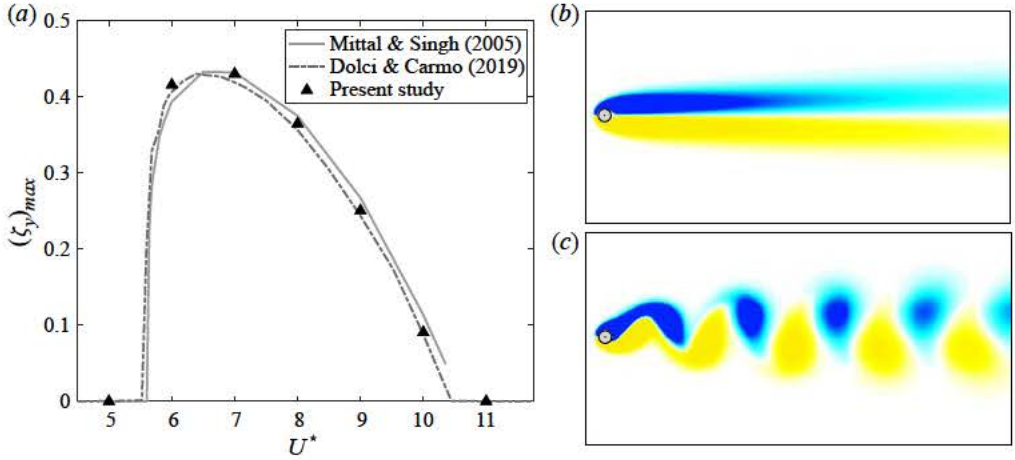 (a)
0.5
0.4
0.3
0.2
0.1
0
(ζy)max
5 6 7 8 9 10 11
U*
Mittal & Singh (2005)
Dolci & Carmo (2019)
Present study
(b)
(c)